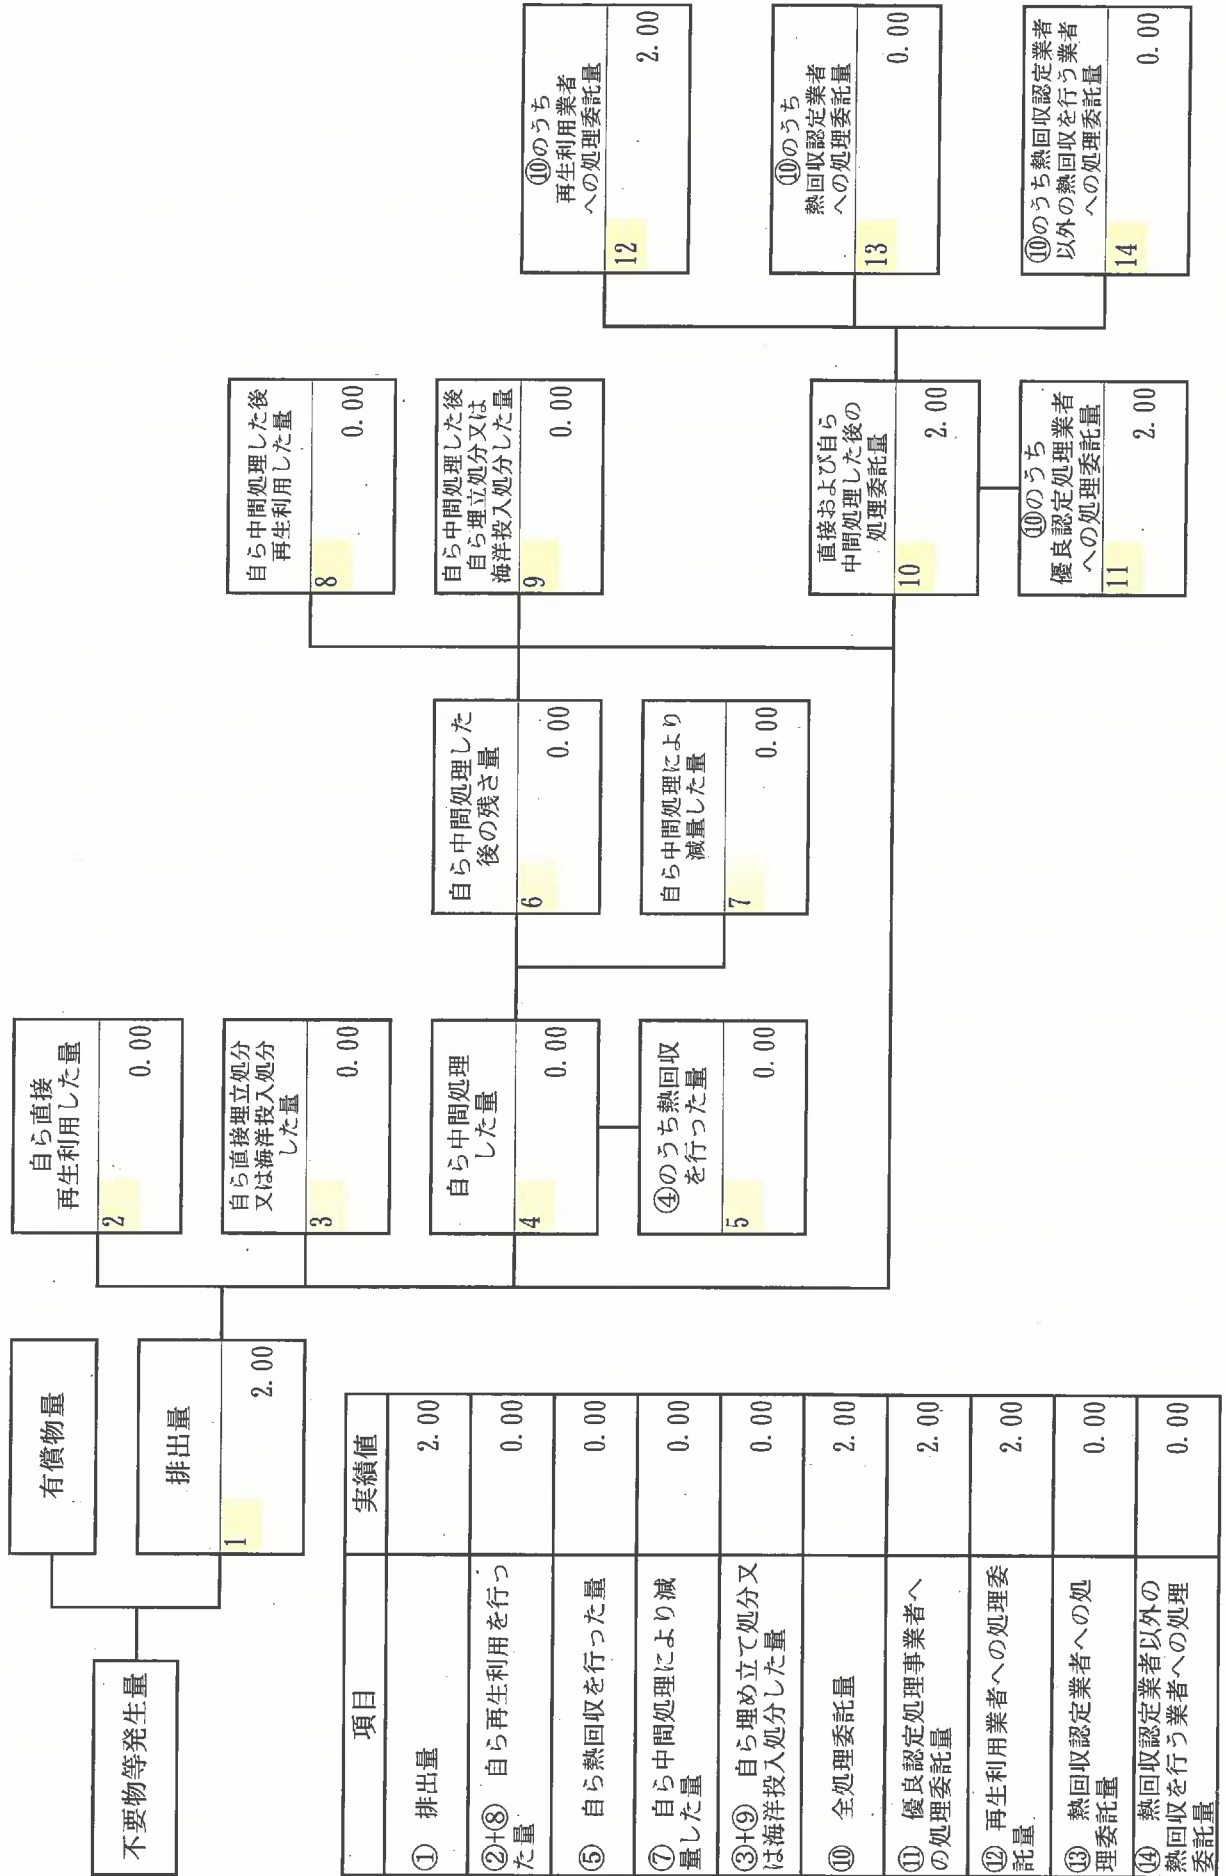 不要物等発生量
有償物量
排出量
1
2.00
自ら直接
再生利用した量
2
0.00
自ら直接埋立処分
又は海洋投入処分
した量
3
0.00
自ら中間処理
した量
4
0.00
④のうち熱回収
を行った量
5
0.00
自ら中間処理した
後の残さ量
6
0.00
自ら中間処理により
減量した量
7
0.00
自ら中間処理した後
再生利用した量
8
0.00
自ら中間処理した後
自ら埋立処分又は
海洋投入処分した量
9
0.00
直接および自ら
中間処理した後の
処理委託量
10
2.00
⑩のうち
優良認定処理業者
への処理委託量
11
2.00
⑩のうち
再生利用業者
への処理委託量
12
2.00
⑩のうち
熱回収認定業者
への処理委託量
13
0.00
⑩のうち熱回収認定業者
以外の熱回収を行う業者
への処理委託量
14
0.00
項目 実績値
① 排出量 2.00
②+⑧ 自ら再生利用を行っ
た量 0.00
⑤ 自ら熱回収を行った量 0.00
⑦ 自ら中間処理により減
量した量 0.00
③+⑨ 自ら埋め立て処分又
は海洋投入処分した量 0.00
⑩ 全処理委託量 2.00
⑪ 優良認定処理事業者へ
の処理委託量 2.00
⑫ 再生利用業者への処理委
託量 2.00
⑬ 熱回収認定業者への処
理委託量 0.00
⑭ 熱回収認定業者以外の
熱回収を行う業者への処理
委託量 0.00